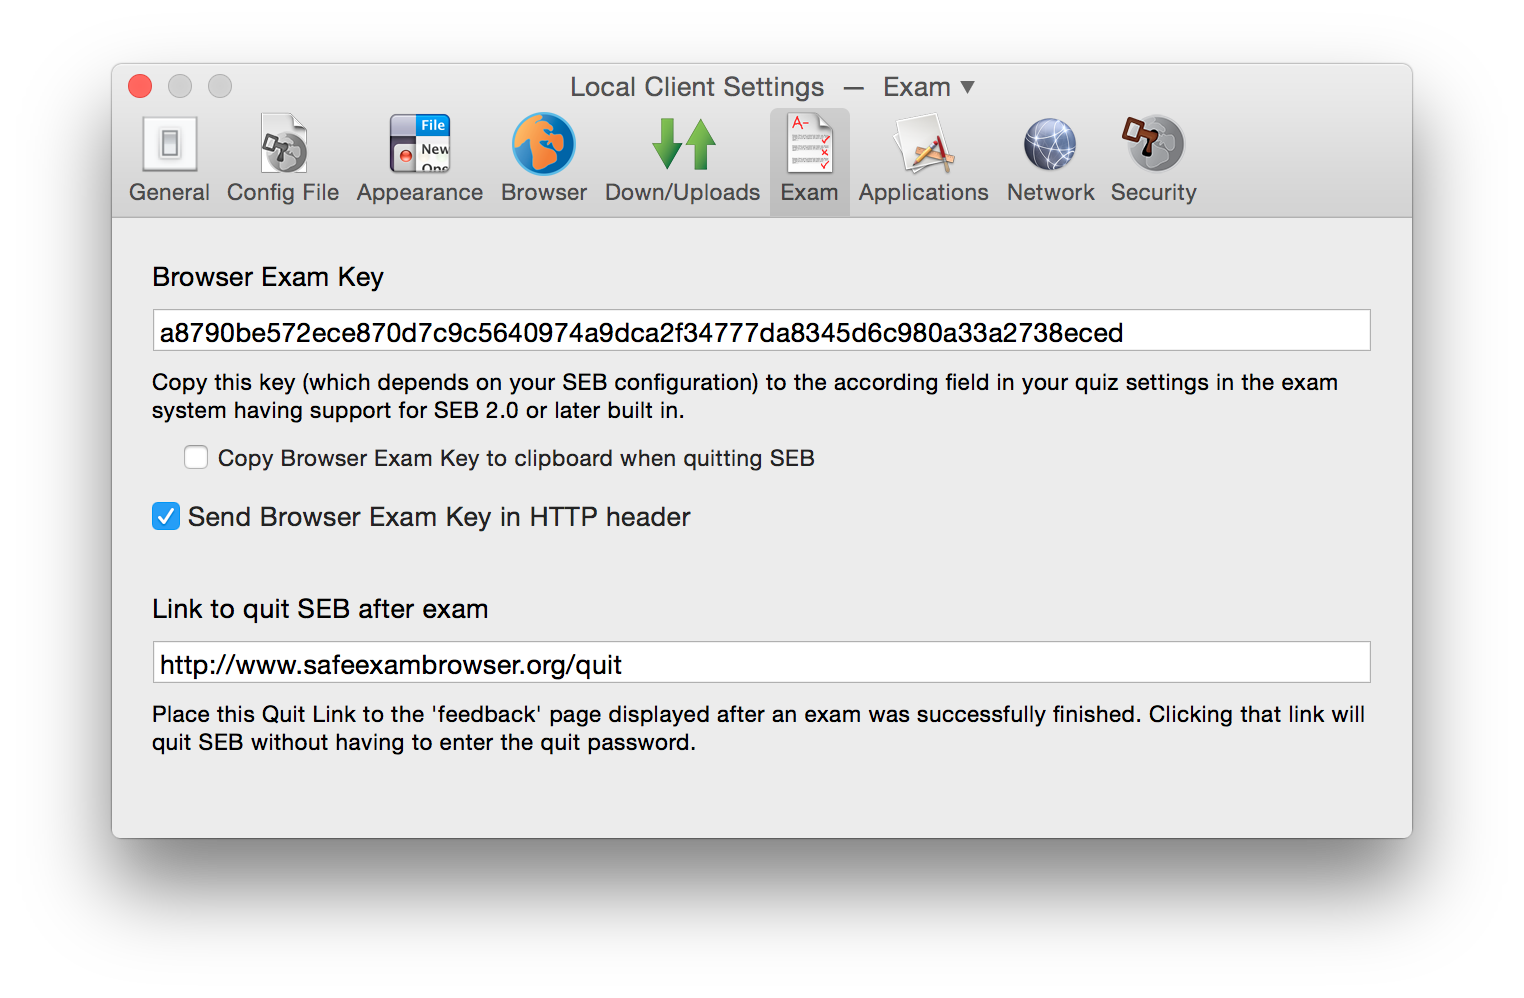 Local Client Settings — Exam ▼
File
New
General Config File Appearance Browser Down/Uploads Exam Applications Network Security
A-
Browser Exam Key
a8790be572ece870d7c9c5640974a9dca2f34777da8345d6c980a33a2738eced
Copy this key (which depends on your SEB configuration) to the according field in your quiz settings in the exam
system having support for SEB 2.0 or later built in.
Copy Browser Exam Key to clipboard when quitting SEB
Send Browser Exam Key in HTTP header
Link to quit SEB after exam
http://www.safeexambrowser.org/quit
Place this Quit Link to the 'feedback' page displayed after an exam was successfully finished. Clicking that link will
quit SEB without having to enter the quit password.